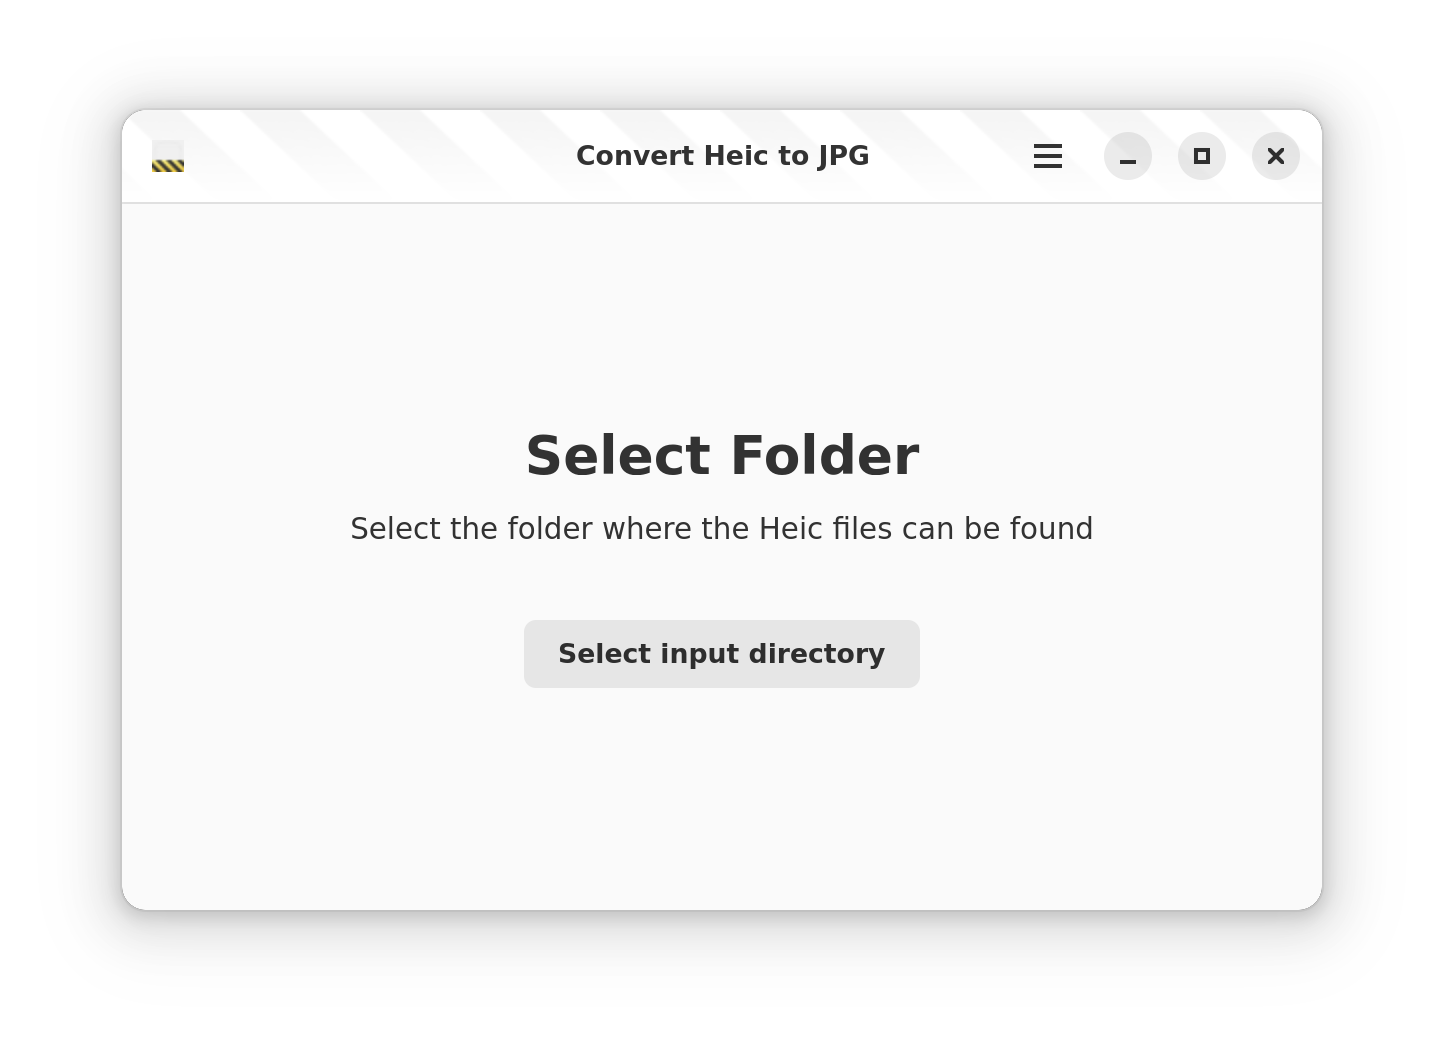 Convert Heic to JPG
Select Folder
Select the folder where the Heic files can be found
Select input directory